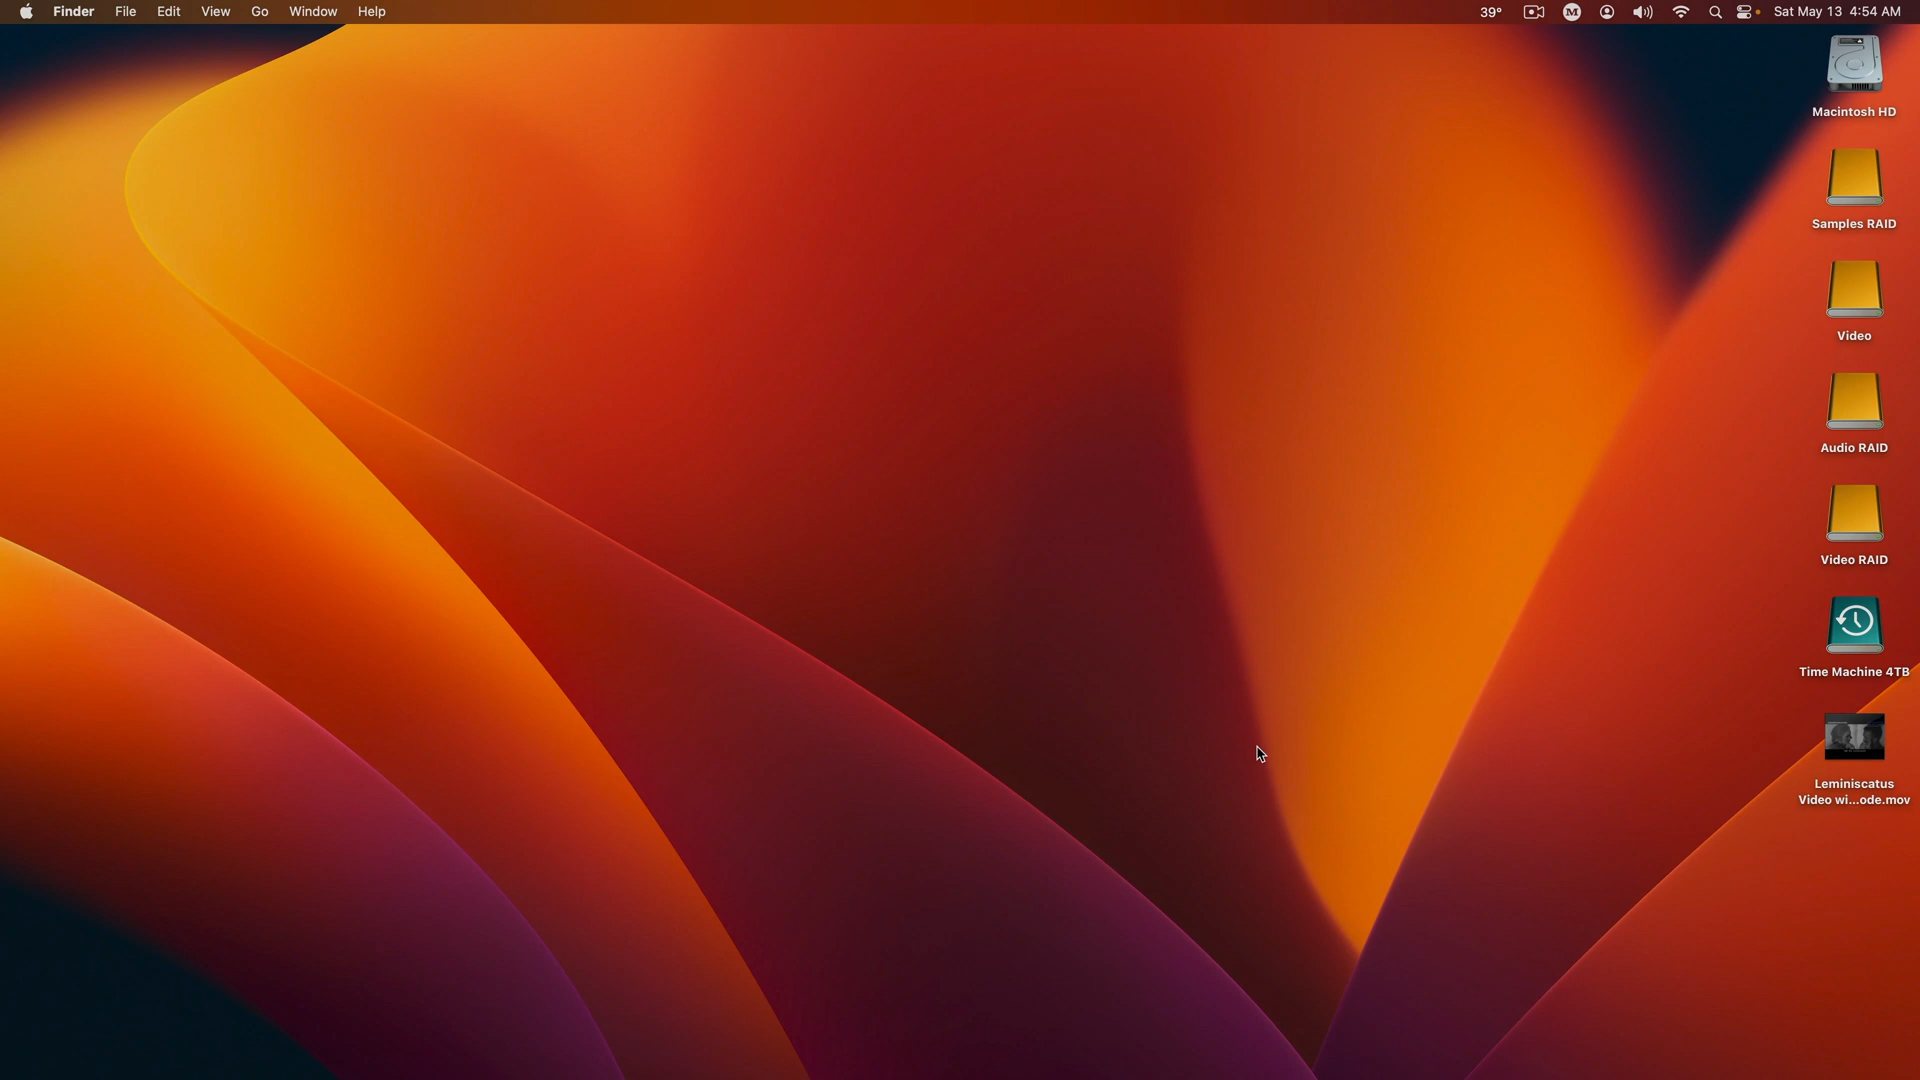 Finder File Edit View Go Window Help 39° Sat May 13 4:54 AM
Macintosh HD
Samples RAID
Video
Audio RAID
Video RAID
Time Machine 4TB
Leminiscatus
Video wi...ode.mov